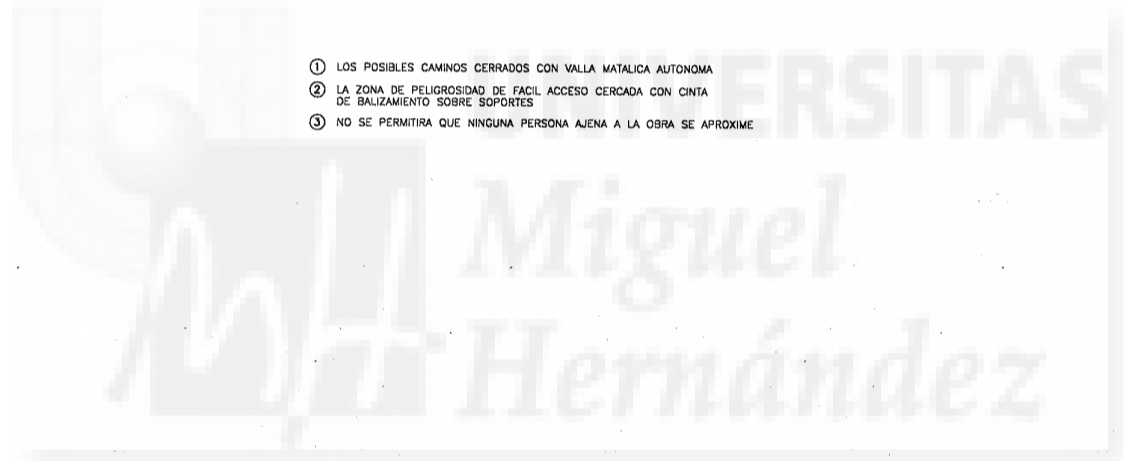 ① LOS POSIBLES CAMINOS CERRADOS CON VALLA MATALICA AUTONOMA
② LA ZONA DE PELIGROSIDAD DE FACIL ACCESO CERCADA CON CINTA
DE BALIZAMIENTO SOBRE SOPORTES
③ NO SE PERMITIRA QUE NINGUNA PERSONA AJENA A LA OBRA SE APROXIME
UNIVERSITAS
Miguel
Hernández